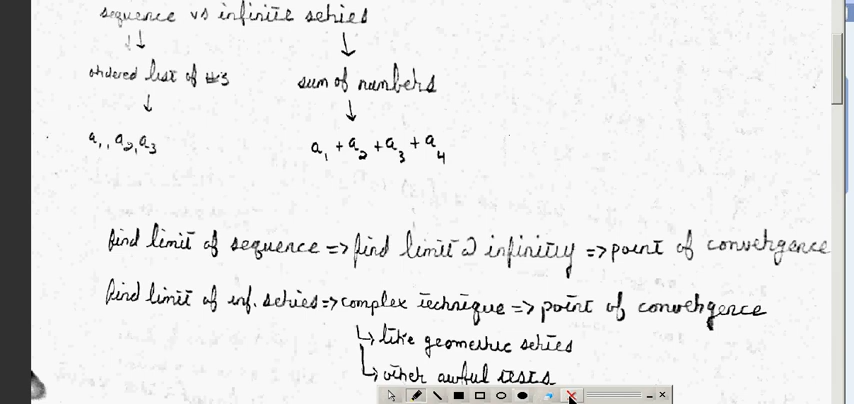 sequence vs infinite series
ordered list of #s
sum of numbers
a1, a2, a3
a1 + a2 + a3 + a4
find limit of sequence => find limit @ infinitiy => point of convergence
find limit of inf. series => complex technique => point of convergence
↳ like geometric series
↳ other awful tests